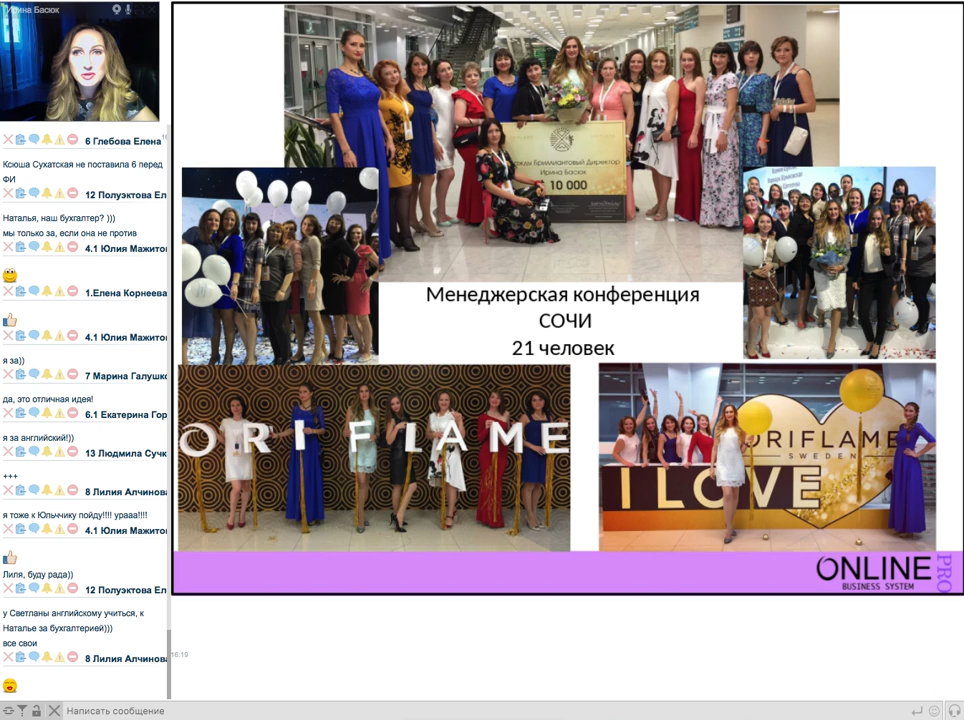 Ирина Басюк
6 Глебова Елена
Ксюша Сухатская не поставила 6 перед
ФИ
12 Полуэктова Ел
Наталья, наш бухгалтер? )))
мы только за, если она не против
4.1 Юлия Мажитов
1.Елена Корнеева
4.1 Юлия Мажитов
я за))
7 Марина Галушко
да, это отличная идея!
6.1 Екатерина Гор
я за английский!))
13 Людмила Сучк
+++
8 Лилия Алчинова
я тоже к Юльччику пойду!!!! урааа!!!!
4.1 Юлия Мажитов
Лиля, буду рада))
12 Полуэктова Ел
у Светланы английскому учиться, к
Наталье за бухгалтерией)))
все свои
8 Лилия Алчинова
16:19
Написать сообщение
Бриллиантовый Директор
Ирина Басюк
10 000
Менеджерская конференция
СОЧИ
21 человек
ORIFLAME
ORIFLAME
SWEDEN
I LOVE
ONLINE PRO
BUSINESS SYSTEM